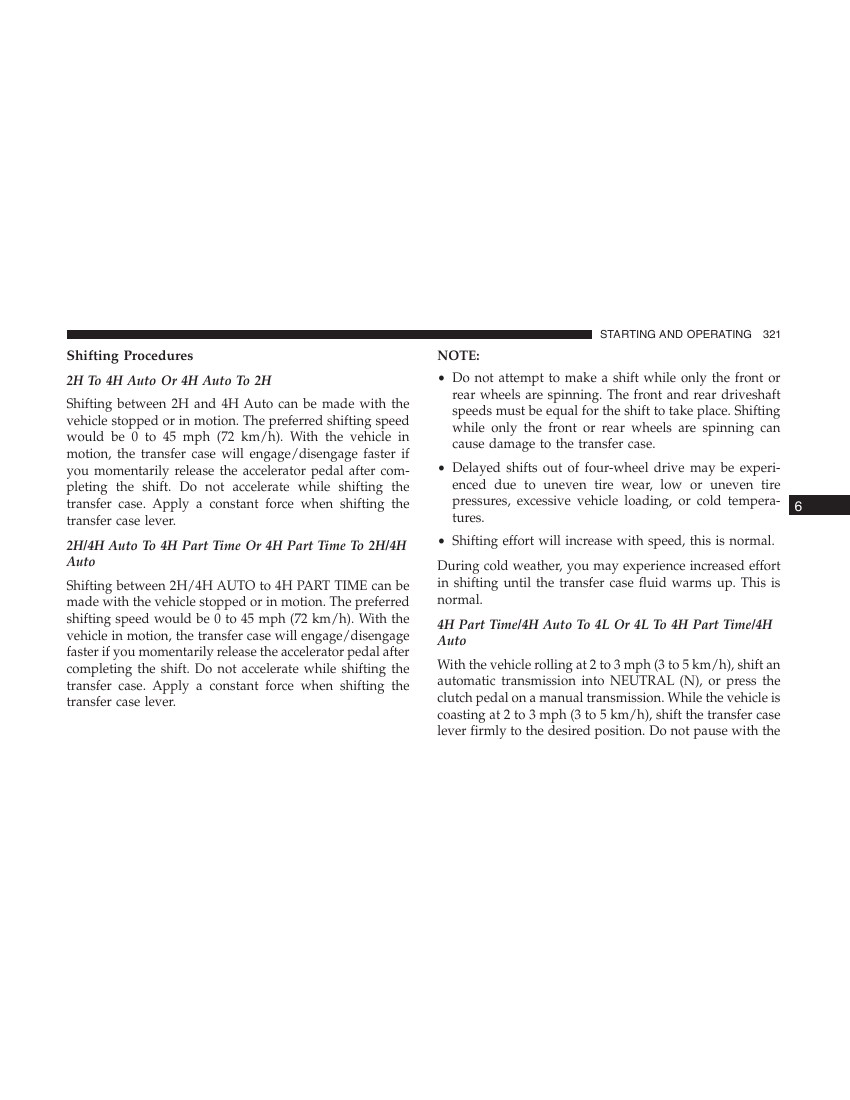 STARTING AND OPERATING 321
Shifting Procedures
2H To 4H Auto Or 4H Auto To 2H
Shifting between 2H and 4H Auto can be made with the
vehicle stopped or in motion. The preferred shifting speed
would be 0 to 45 mph (72 km/h). With the vehicle in
motion, the transfer case will engage/disengage faster if
you momentarily release the accelerator pedal after com-
pleting the shift. Do not accelerate while shifting the
transfer case. Apply a constant force when shifting the
transfer case lever.
2H/4H Auto To 4H Part Time Or 4H Part Time To 2H/4H
Auto
Shifting between 2H/4H AUTO to 4H PART TIME can be
made with the vehicle stopped or in motion. The preferred
shifting speed would be 0 to 45 mph (72 km/h). With the
vehicle in motion, the transfer case will engage/disengage
faster if you momentarily release the accelerator pedal after
completing the shift. Do not accelerate while shifting the
transfer case. Apply a constant force when shifting the
transfer case lever.
NOTE:
• Do not attempt to make a shift while only the front or
rear wheels are spinning. The front and rear driveshaft
speeds must be equal for the shift to take place. Shifting
while only the front or rear wheels are spinning can
cause damage to the transfer case.
• Delayed shifts out of four-wheel drive may be experi-
enced due to uneven tire wear, low or uneven tire
pressures, excessive vehicle loading, or cold tempera-
tures.
• Shifting effort will increase with speed, this is normal.
During cold weather, you may experience increased effort
in shifting until the transfer case fluid warms up. This is
normal.
4H Part Time/4H Auto To 4L Or 4L To 4H Part Time/4H
Auto
With the vehicle rolling at 2 to 3 mph (3 to 5 km/h), shift an
automatic transmission into NEUTRAL (N), or press the
clutch pedal on a manual transmission. While the vehicle is
coasting at 2 to 3 mph (3 to 5 km/h), shift the transfer case
lever firmly to the desired position. Do not pause with the
6